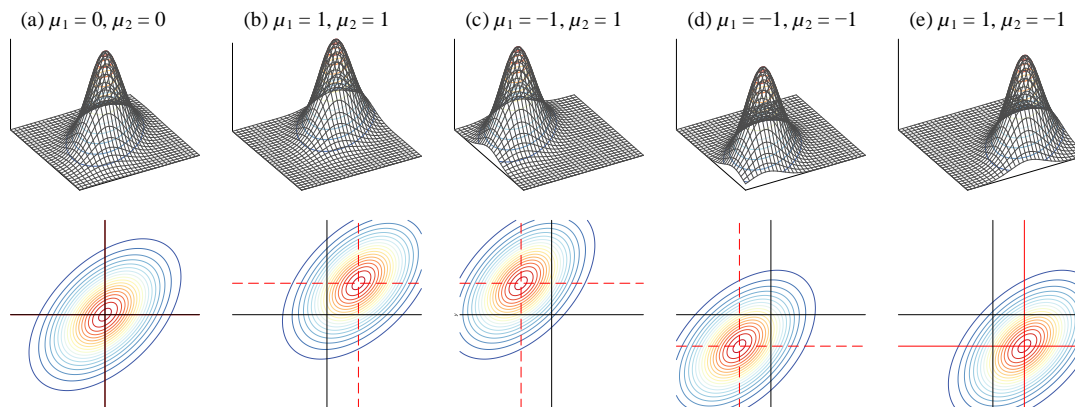 (a) μ1 = 0, μ2 = 0
(b) μ1 = 1, μ2 = 1
(c) μ1 = −1, μ2 = 1
(d) μ1 = −1, μ2 = −1
(e) μ1 = 1, μ2 = −1